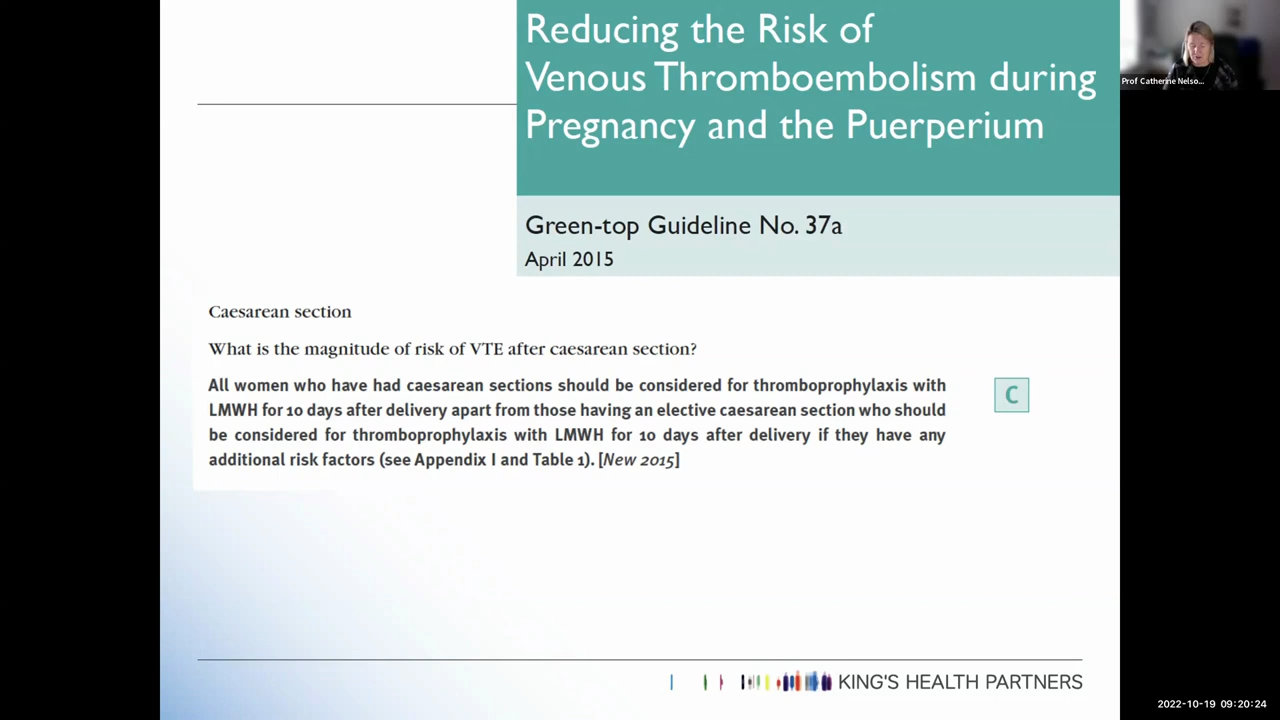 Reducing the Risk of
Venous Thromboembolism during
Pregnancy and the Puerperium
Prof Catherine Nelso...
Green-top Guideline No. 37a
April 2015
Caesarean section
What is the magnitude of risk of VTE after caesarean section?
All women who have had caesarean sections should be considered for thromboprophylaxis with
LMWH for 10 days after delivery apart from those having an elective caesarean section who should
be considered for thromboprophylaxis with LMWH for 10 days after delivery if they have any
additional risk factors (see Appendix I and Table 1). [New 2015]
C
KING'S HEALTH PARTNERS
2022-10-19 09:20:24